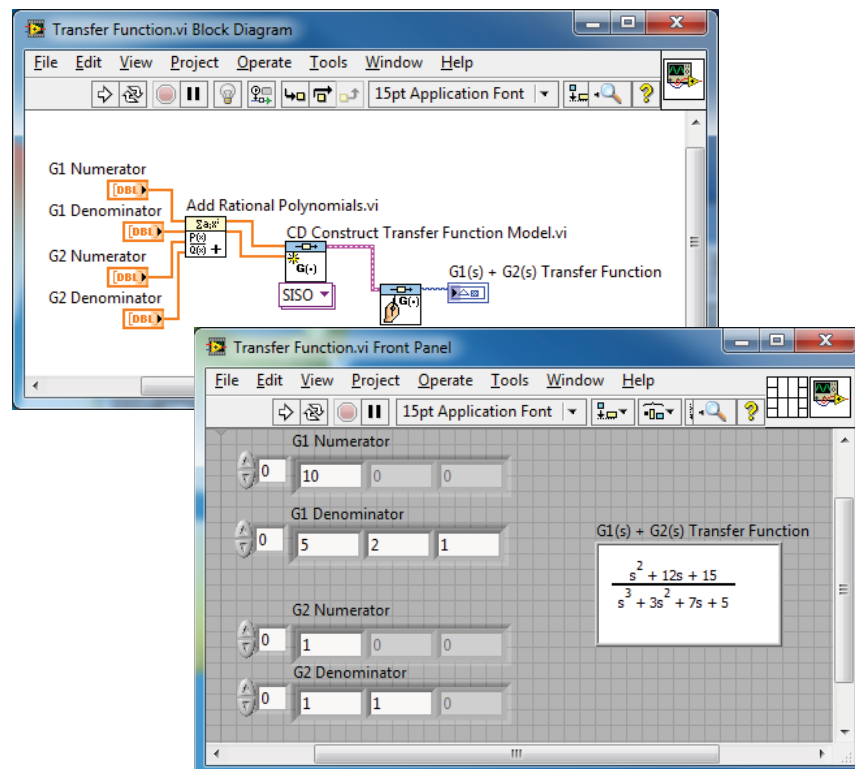 Transfer Function.vi Block Diagram
File Edit View Project Operate Tools Window Help
15pt Application Font
G1 Numerator
[DBL]
G1 Denominator
[DBL]
G2 Numerator
[DBL]
G2 Denominator
[DBL]
Add Rational Polynomials.vi
Σaᵢxⁱ
P(x)
Q(x) +
CD Construct Transfer Function Model.vi
G(·)
SISO
G(·)
G1(s) + G2(s) Transfer Function
Transfer Function.vi Front Panel
File Edit View Project Operate Tools Window Help
15pt Application Font
G1 Numerator
0 10 0 0
G1 Denominator
0 5 2 1
G2 Numerator
0 1 0 0
G2 Denominator
0 1 1 0
G1(s) + G2(s) Transfer Function
s² + 12s + 15
s³ + 3s² + 7s + 5